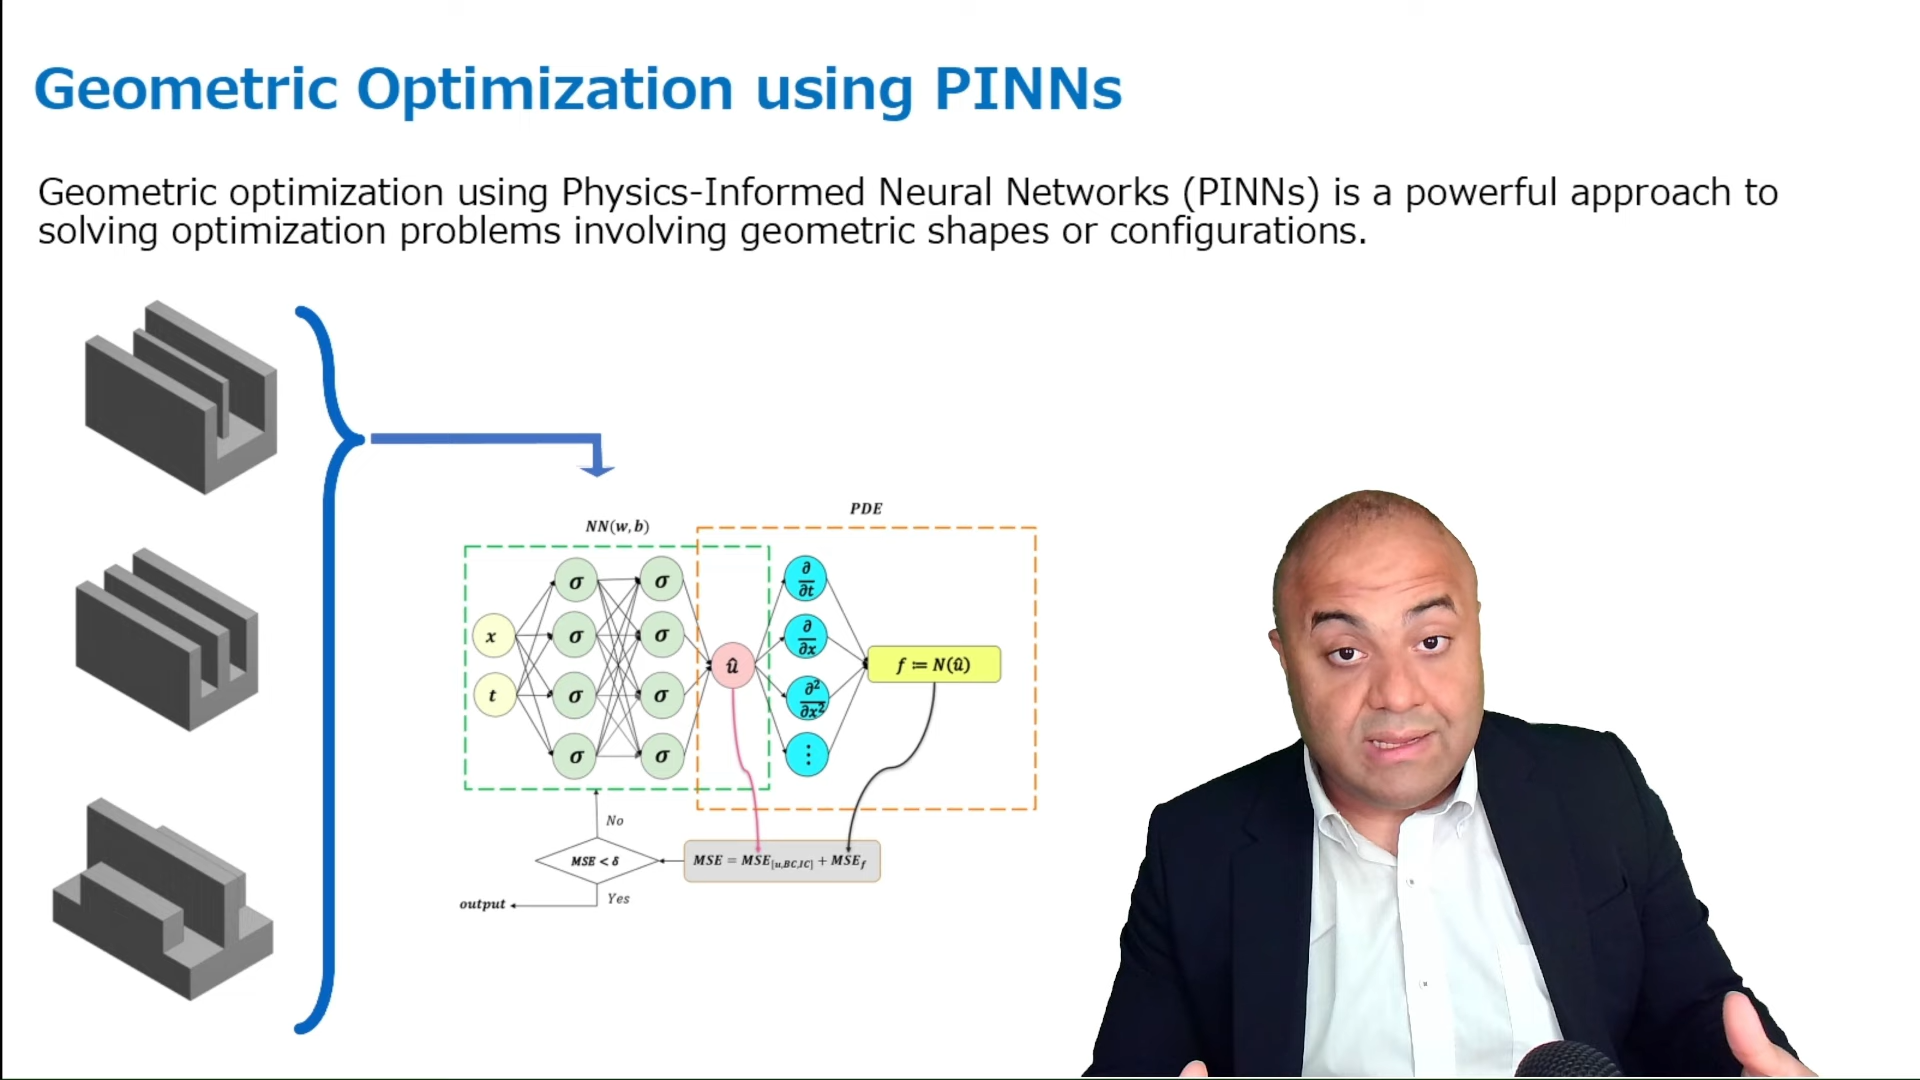 Geometric Optimization using PINNs
Geometric optimization using Physics-Informed Neural Networks (PINNs) is a powerful approach to
solving optimization problems involving geometric shapes or configurations.
PDE
NN(w, b)
x
t
σ
σ
σ
σ
σ
σ
σ
σ
û
∂/∂t
∂/∂x
∂²/∂x²
⋮
f ≔ N(û)
No
MSE < δ
MSE = MSE[u,BC,IC] + MSEf
Yes
output